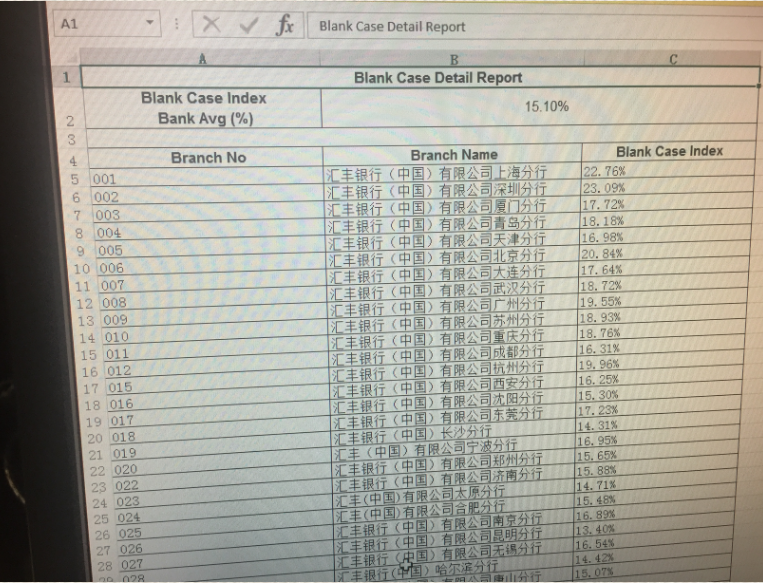 A1 fx Blank Case Detail Report
A B C
1 Blank Case Detail Report
Blank Case Index
2 Bank Avg (%) 15.10%
3
4 Branch No Branch Name Blank Case Index
5 001 汇丰银行（中国）有限公司上海分行 22.76%
6 002 汇丰银行（中国）有限公司深圳分行 23.09%
7 003 汇丰银行（中国）有限公司厦门分行 17.72%
8 004 汇丰银行（中国）有限公司青岛分行 18.18%
9 005 汇丰银行（中国）有限公司天津分行 16.98%
10 006 汇丰银行（中国）有限公司北京分行 20.84%
11 007 汇丰银行（中国）有限公司大连分行 17.64%
12 008 汇丰银行（中国）有限公司武汉分行 18.72%
13 009 汇丰银行（中国）有限公司广州分行 19.55%
14 010 汇丰银行（中国）有限公司苏州分行 18.93%
15 011 汇丰银行（中国）有限公司重庆分行 18.76%
16 012 汇丰银行（中国）有限公司成都分行 16.31%
17 015 汇丰银行（中国）有限公司杭州分行 19.96%
18 016 汇丰银行（中国）有限公司西安分行 16.25%
19 017 汇丰银行（中国）有限公司沈阳分行 15.30%
20 018 汇丰银行（中国）有限公司东莞分行 17.23%
21 019 汇丰银行（中国）长沙分行 14.31%
22 020 汇丰（中国）有限公司宁波分行 16.95%
23 022 汇丰银行（中国）有限公司郑州分行 15.65%
24 023 汇丰银行（中国）有限公司济南分行 15.88%
25 024 汇丰(中国)有限公司太原分行 14.71%
26 025 汇丰(中国)有限公司合肥分行 15.48%
27 026 汇丰银行（中国）有限公司南京分行 16.89%
28 027 汇丰银行（中国）有限公司昆明分行 13.40%
29 028 汇丰银行（中国）有限公司无锡分行 16.54%
汇丰银行(中国）哈尔滨分行 14.42%
汇丰银行（中国）有限公司唐山分行 15.07%